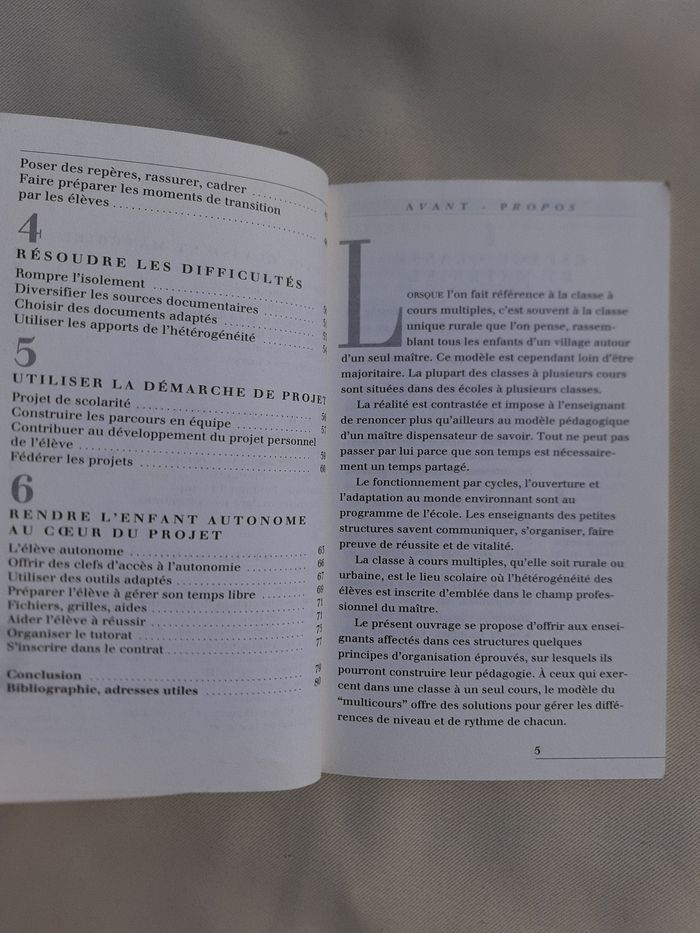 Poser des repères, rassurer, cadrer
Faire préparer les moments de transition
par les élèves
4
RÉSOUDRE LES DIFFICULTÉS
Rompre l'isolement
Diversifier les sources documentaires
Choisir des documents adaptés
Utiliser les apports de l'hétérogénéité
5
UTILISER LA DÉMARCHE DE PROJET
Projet de scolarité
Construire les parcours en équipe 57
Contribuer au développement du projet personnel
de l'élève
Fédérer les projets 60
6
RENDRE L'ENFANT AUTONOME
AU CŒUR DU PROJET
L'élève autonome 65
Offrir des clefs d'accès à l'autonomie 66
Utiliser des outils adaptés 67
Préparer l'élève à gérer son temps libre 69
Fichiers, grilles, aides 71
Aider l'élève à réussir 71
Organiser le tutorat 75
S'inscrire dans le contrat 77
Conclusion 79
Bibliographie, adresses utiles 80
AVANT - PROPOS
LORSQUE l'on fait référence à la classe à
cours multiples, c'est souvent à la classe
unique rurale que l'on pense, rassem-
blant tous les enfants d'un village autour
d'un seul maître. Ce modèle est cependant loin d'être
majoritaire. La plupart des classes à plusieurs cours
sont situées dans des écoles à plusieurs classes.
La réalité est contrastée et impose à l'enseignant
de renoncer plus qu'ailleurs au modèle pédagogique
d'un maître dispensateur de savoir. Tout ne peut pas
passer par lui parce que son temps est nécessaire-
ment un temps partagé.
Le fonctionnement par cycles, l'ouverture et
l'adaptation au monde environnant sont au
programme de l'école. Les enseignants des petites
structures savent communiquer, s'organiser, faire
preuve de réussite et de vitalité.
La classe à cours multiples, qu'elle soit rurale ou
urbaine, est le lieu scolaire où l'hétérogénéité des
élèves est inscrite d'emblée dans le champ profes-
sionnel du maître.
Le présent ouvrage se propose d'offrir aux ensei-
gnants affectés dans ces structures quelques
principes d'organisation éprouvés, sur lesquels ils
pourront construire leur pédagogie. À ceux qui exer-
cent dans une classe à un seul cours, le modèle du
"multicours" offre des solutions pour gérer les diffé-
rences de niveau et de rythme de chacun.
5